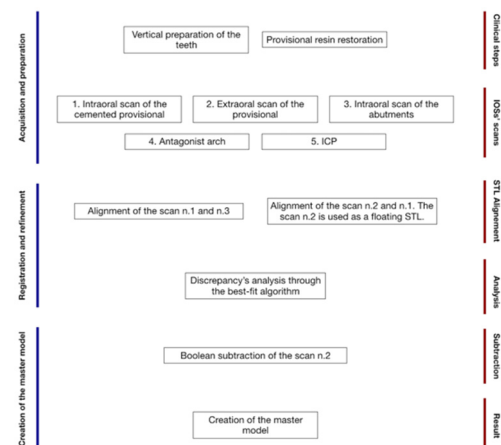 Vertical preparation of the
teeth
Provisional resin restoration
1. Intraoral scan of the
cemented provisional
2. Extraoral scan of the
provisional
3. Intraoral scan of the
abutments
4. Antagonist arch
5. ICP
Alignment of the scan n.1 and n.3
Alignment of the scan n.2 and n.1. The
scan n.2 is used as a floating STL.
Discrepancy's analysis through
the best-fit algorithm
Boolean subtraction of the scan n.2
Creation of the master
model
Acquisition and preparation
Registration and refinement
Creation of the master model
Clinical steps
IOSs' scans
STL Alignement
Analysis
Subtraction
Result